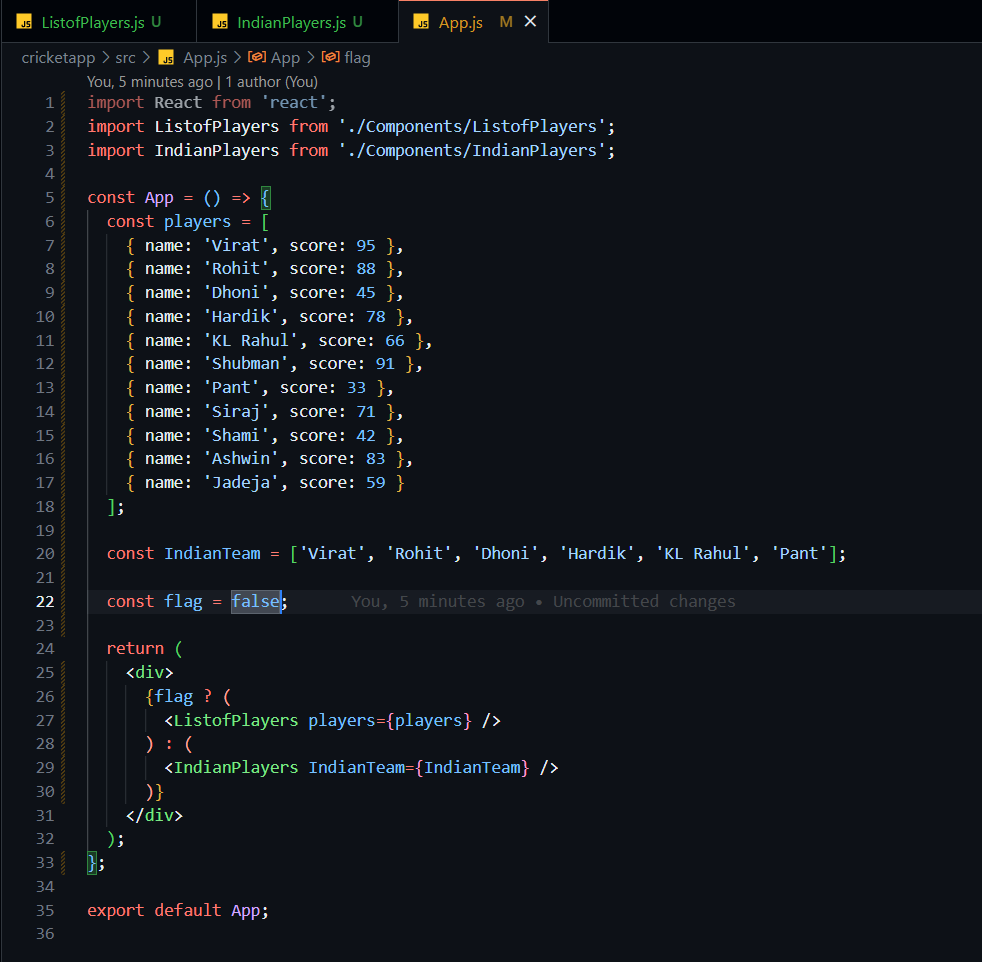 JS ListofPlayers.js U JS IndianPlayers.js U JS App.js M ✕
cricketapp > src > JS App.js > App > flag
You, 5 minutes ago | 1 author (You)
1 import React from 'react';
2 import ListofPlayers from './Components/ListofPlayers';
3 import IndianPlayers from './Components/IndianPlayers';
4
5 const App = () => {
6 const players = [
7 { name: 'Virat', score: 95 },
8 { name: 'Rohit', score: 88 },
9 { name: 'Dhoni', score: 45 },
10 { name: 'Hardik', score: 78 },
11 { name: 'KL Rahul', score: 66 },
12 { name: 'Shubman', score: 91 },
13 { name: 'Pant', score: 33 },
14 { name: 'Siraj', score: 71 },
15 { name: 'Shami', score: 42 },
16 { name: 'Ashwin', score: 83 },
17 { name: 'Jadeja', score: 59 }
18 ];
19
20 const IndianTeam = ['Virat', 'Rohit', 'Dhoni', 'Hardik', 'KL Rahul', 'Pant'];
21
22 const flag = false; You, 5 minutes ago • Uncommitted changes
23
24 return (
25 <div>
26 {flag ? (
27 <ListofPlayers players={players} />
28 ) : (
29 <IndianPlayers IndianTeam={IndianTeam} />
30 )}
31 </div>
32 );
33 };
34
35 export default App;
36